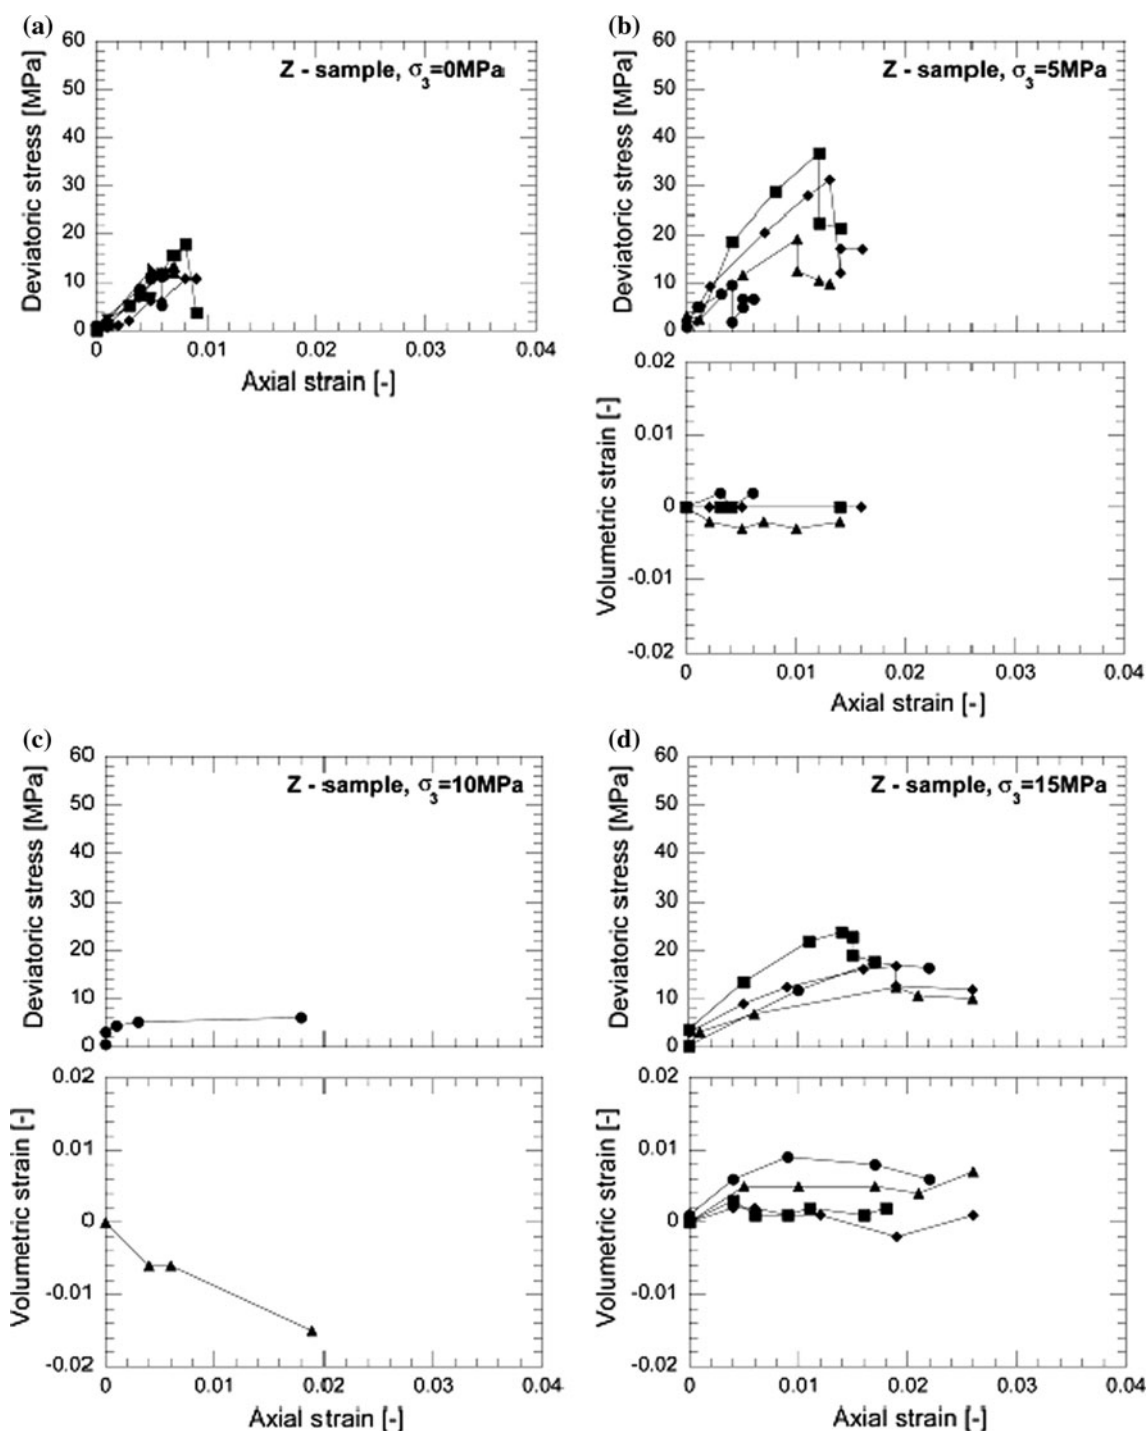 (a)
60
50
40
30
20
10
0
Deviatoric stress [MPa]
Z - sample, σ3=0MPa
0 0.01 0.02 0.03 0.04
Axial strain [-]
(b)
60
50
40
30
20
10
0
Deviatoric stress [MPa]
Z - sample, σ3=5MPa
0.02
0.01
0
-0.01
-0.02
Volumetric strain [-]
0 0.01 0.02 0.03 0.04
Axial strain [-]
(c)
60
50
40
30
20
10
0
Deviatoric stress [MPa]
Z - sample, σ3=10MPa
0.02
0.01
0
-0.01
-0.02
Volumetric strain [-]
0 0.01 0.02 0.03 0.04
Axial strain [-]
(d)
60
50
40
30
20
10
0
Deviatoric stress [MPa]
Z - sample, σ3=15MPa
0.02
0.01
0
-0.01
-0.02
Volumetric strain [-]
0 0.01 0.02 0.03 0.04
Axial strain [-]